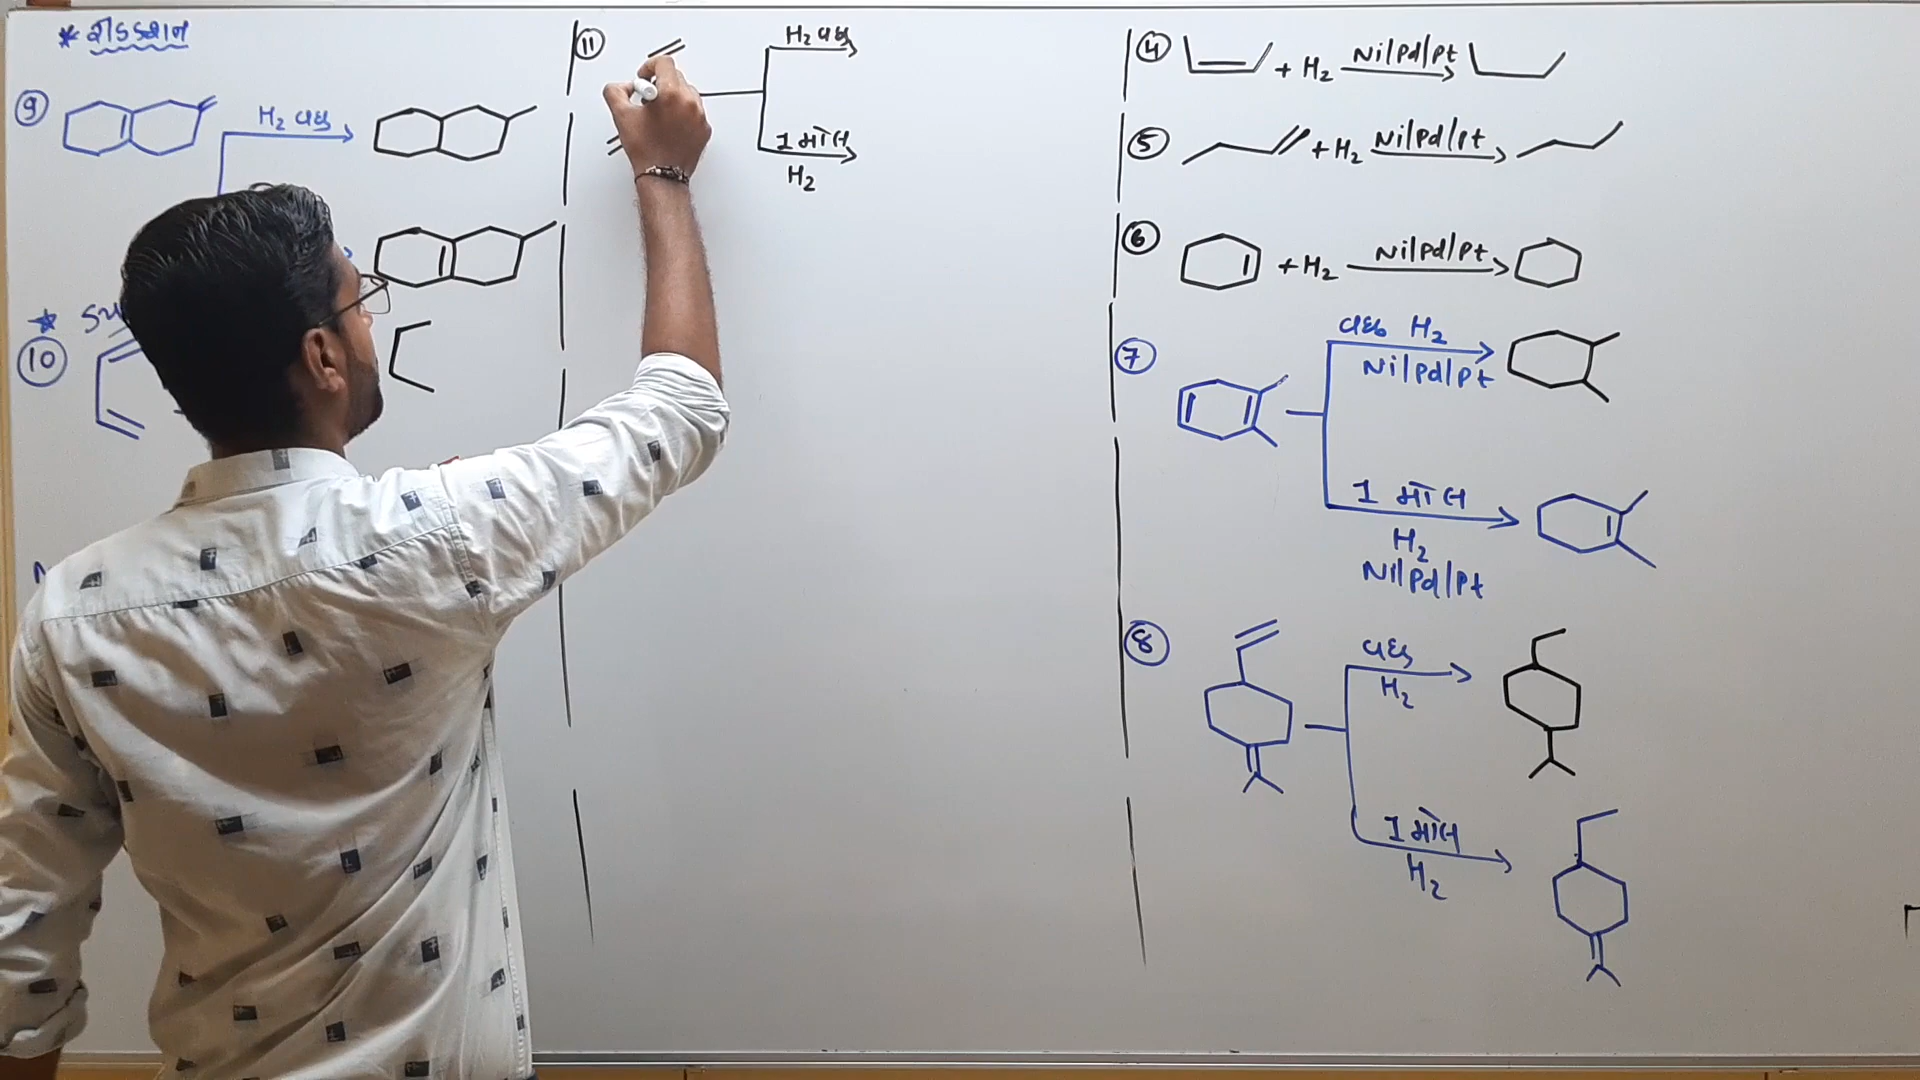 * હાઇડ્રોજન
⑨
H₂ વધુ
⑩
⑪
H₂ વધુ
1 મોલ
H₂
④ + H₂ Ni/Pd/Pt
⑤ + H₂ Ni/Pd/Pt
⑥ + H₂ Ni/Pd/Pt
⑦
વધુ H₂
Ni/Pd/Pt
1 મોલ
H₂
Ni/Pd/Pt
⑧
વધુ
H₂
1 મોલ
H₂